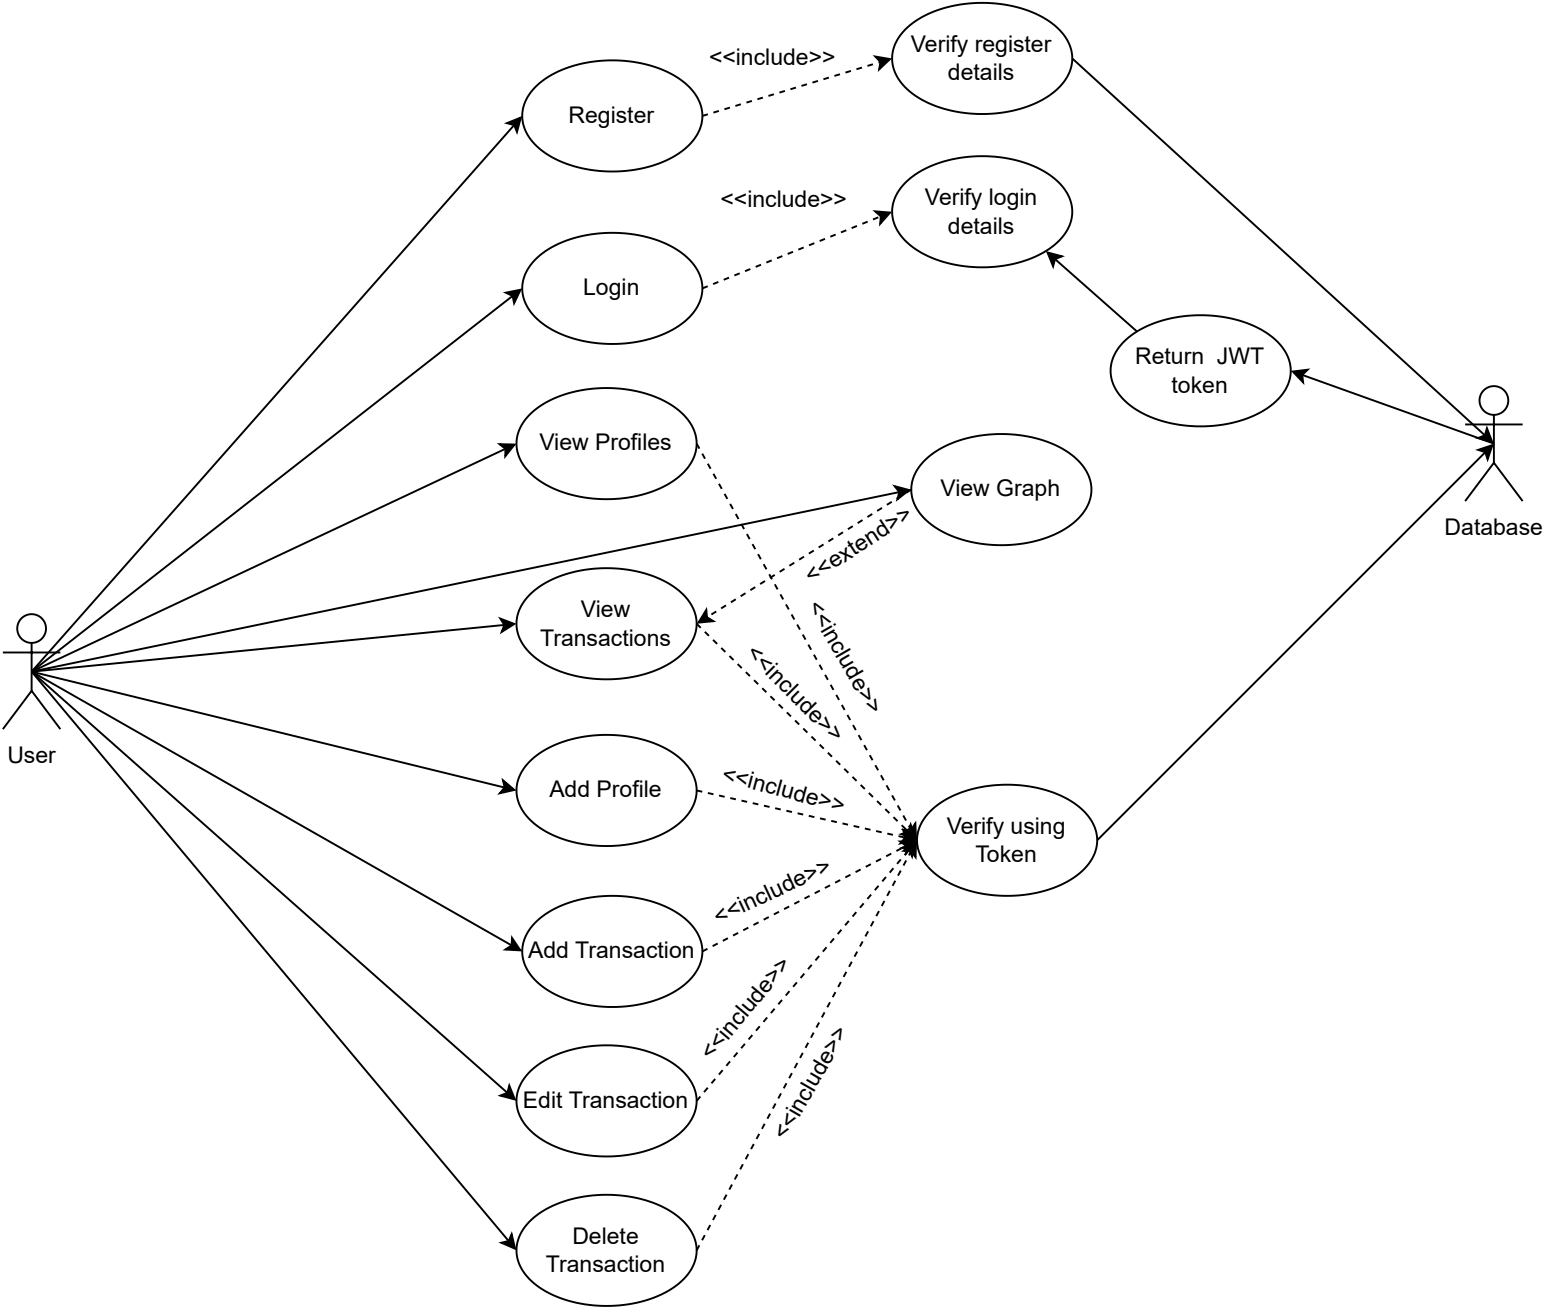 Verify register
details
<<include>>
Register
<<include>>
Verify login
details
Login
Return  JWT
token
View Profiles
View Graph
<<extend>>
Database
View
Transactions
<<include>>
<<include>>
User
<<include>>
Add Profile
Verify using
Token
<<include>>
Add Transaction
<<include>>
Edit Transaction
<<include>>
Delete
Transaction